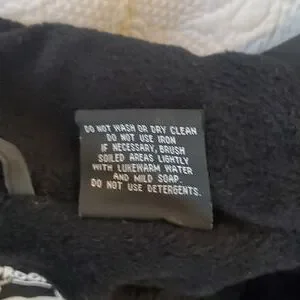 DO NOT WASH OR DRY CLEAN
DO NOT USE IRON
IF NECESSARY, BRUSH
SOILED AREAS LIGHTLY
WITH LUKEWARM WATER
AND MILD SOAP.
DO NOT USE DETERGENTS.